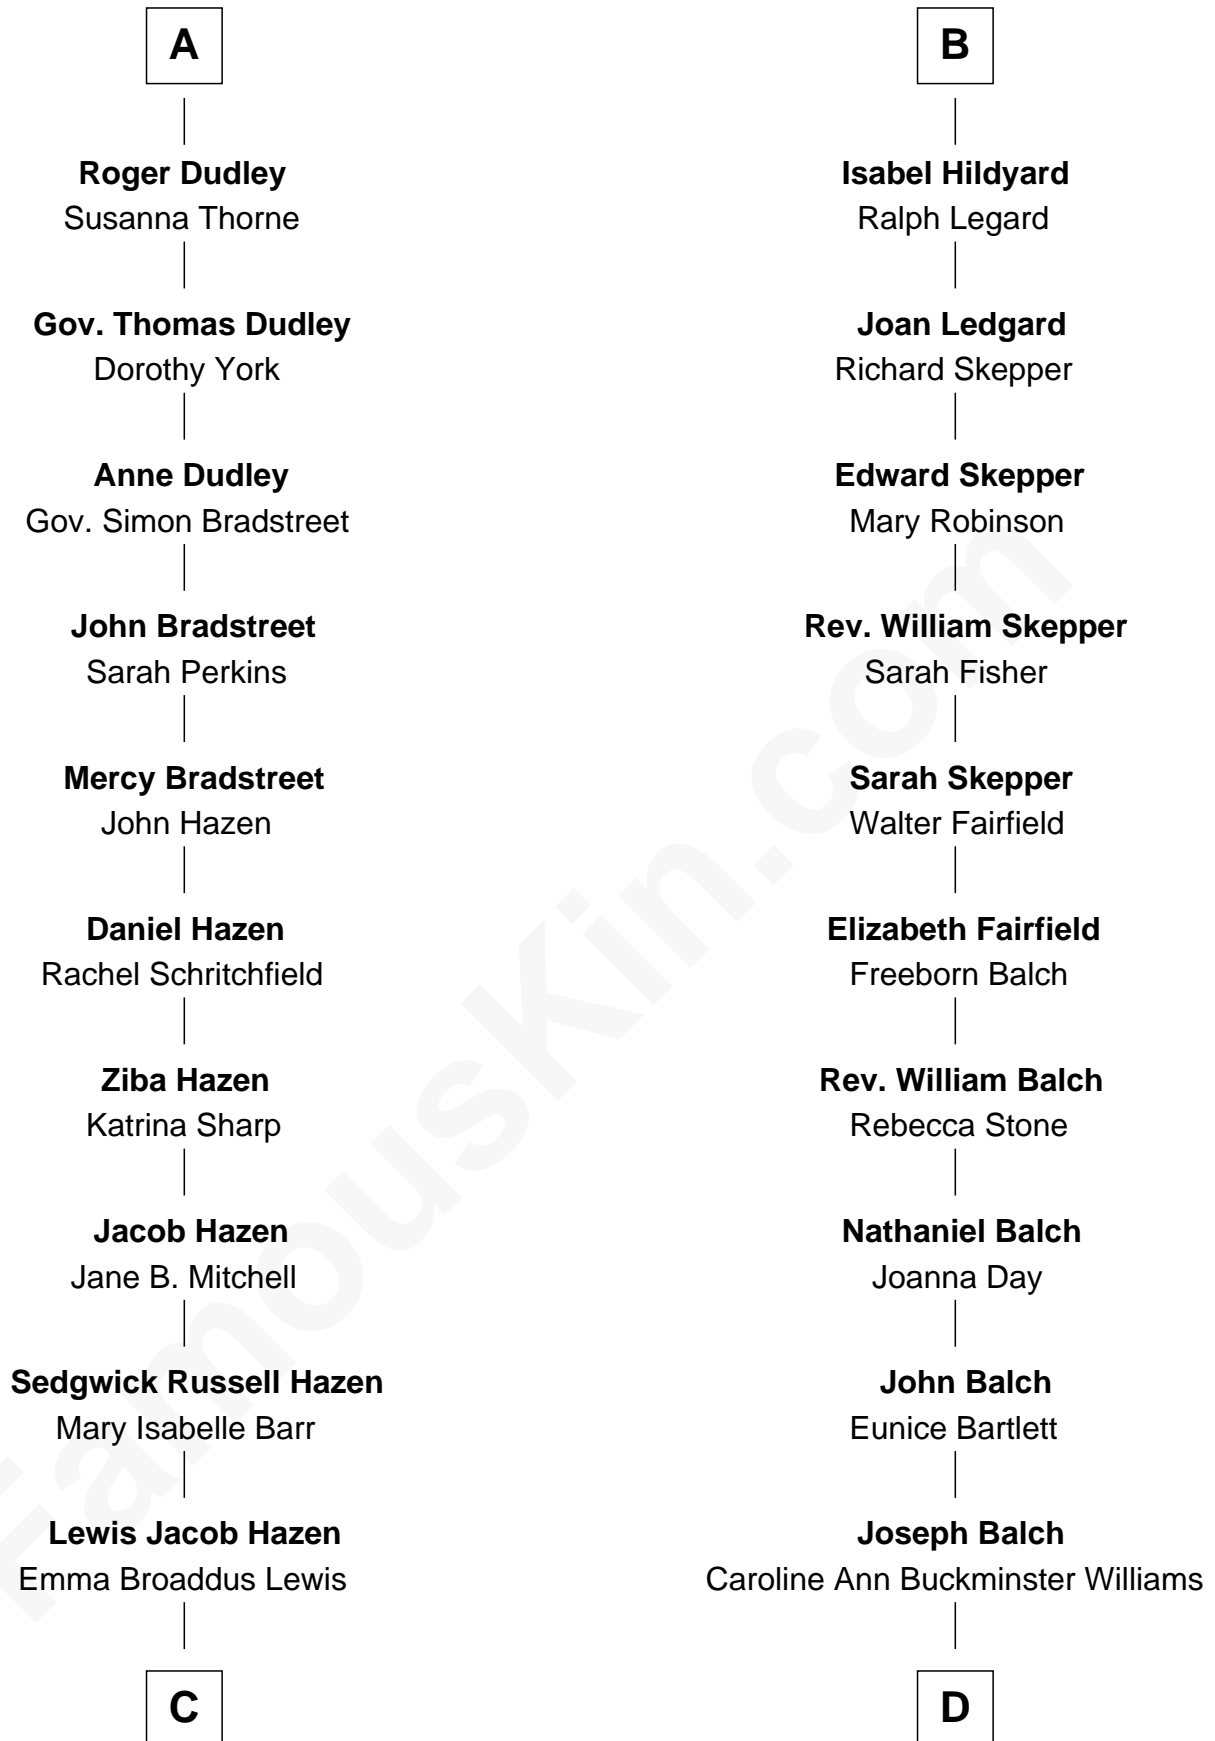 A
Roger Dudley
Susanna Thorne
Gov. Thomas Dudley
Dorothy York
Anne Dudley
Gov. Simon Bradstreet
John Bradstreet
Sarah Perkins
Mercy Bradstreet
John Hazen
Daniel Hazen
Rachel Schritchfield
Ziba Hazen
Katrina Sharp
Jacob Hazen
Jane B. Mitchell
Sedgwick Russell Hazen
Mary Isabelle Barr
Lewis Jacob Hazen
Emma Broaddus Lewis
C
B
Isabel Hildyard
Ralph Legard
Joan Ledgard
Richard Skepper
Edward Skepper
Mary Robinson
Rev. William Skepper
Sarah Fisher
Sarah Skepper
Walter Fairfield
Elizabeth Fairfield
Freeborn Balch
Rev. William Balch
Rebecca Stone
Nathaniel Balch
Joanna Day
John Balch
Eunice Bartlett
Joseph Balch
Caroline Ann Buckminster Williams
D
FamousKin.com